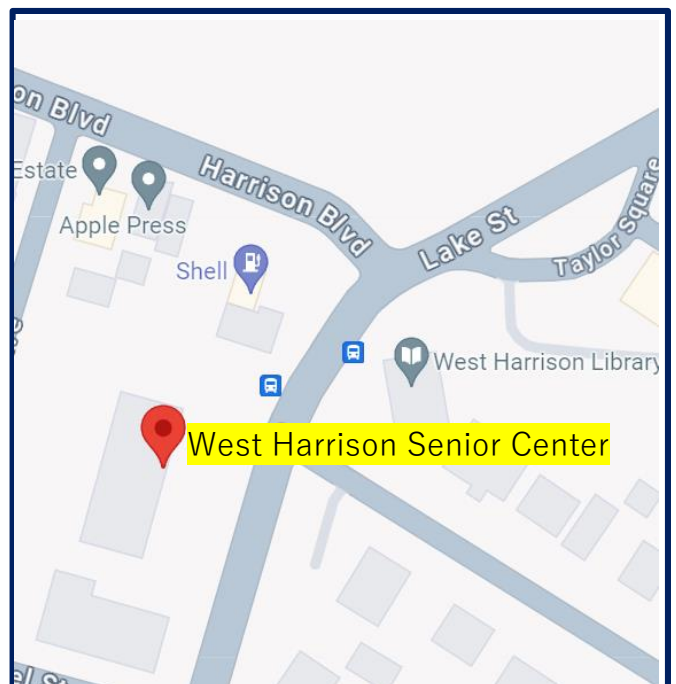 on Blvd
Harrison Blvd
Estate
Apple Press
Lake St
Taylor Square
Shell
West Harrison Library
West Harrison Senior Center
el S